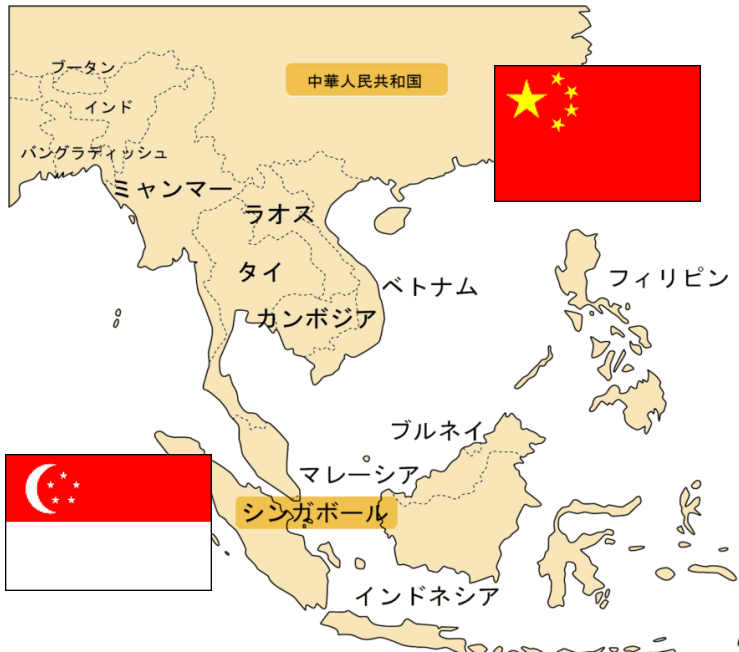 ブータン
中華人民共和国
インド
バングラディッシュ
ミャンマー
ラオス
タイ
ベトナム
フィリピン
カンボジア
ブルネイ
マレーシア
シンガポール
インドネシア